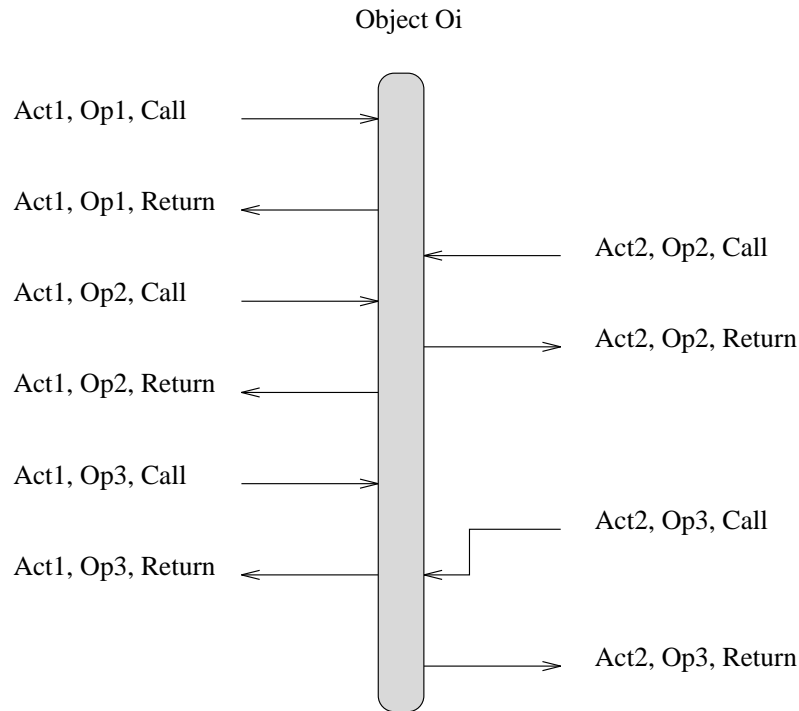 Object Oi
Act1, Op1, Call
Act1, Op1, Return
Act2, Op2, Call
Act1, Op2, Call
Act2, Op2, Return
Act1, Op2, Return
Act1, Op3, Call
Act2, Op3, Call
Act1, Op3, Return
Act2, Op3, Return